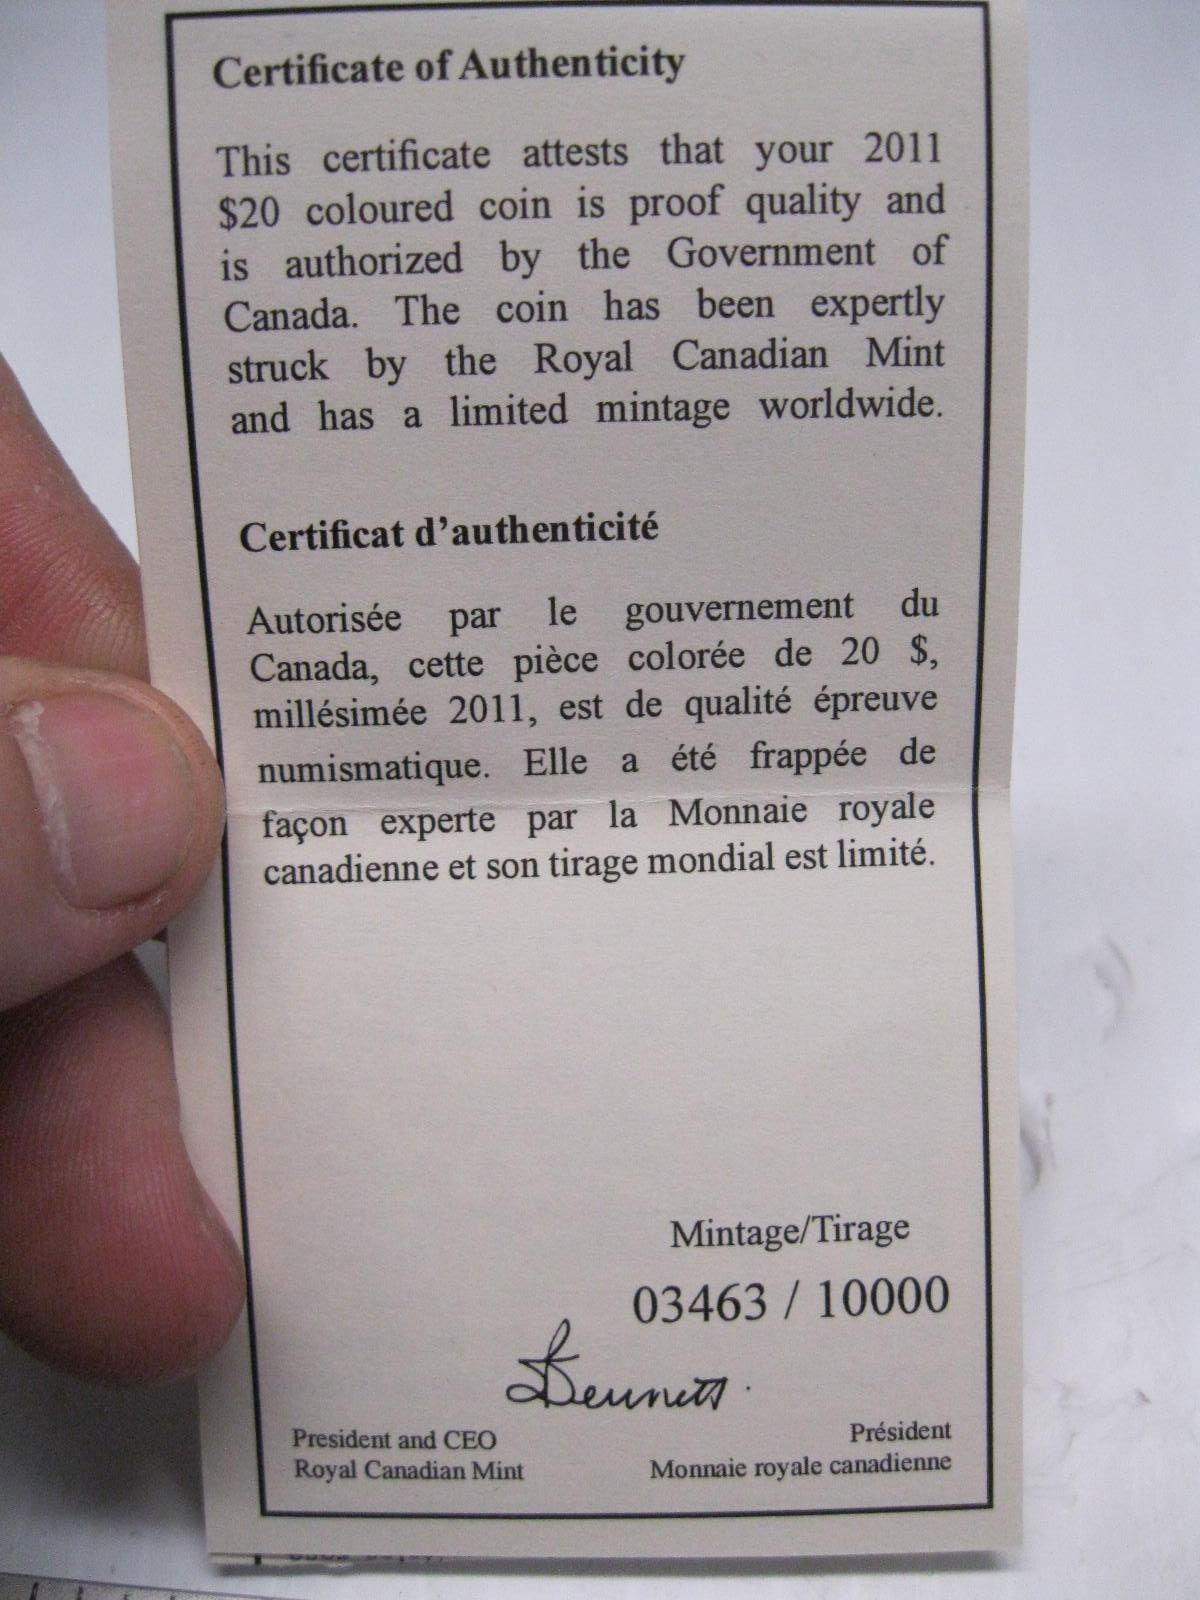 Certificate of Authenticity
This certificate attests that your 2011
$20 coloured coin is proof quality and
is authorized by the Government of
Canada. The coin has been expertly
struck by the Royal Canadian Mint
and has a limited mintage worldwide.
Certificat d'authenticité
Autorisée par le gouvernement du
Canada, cette pièce colorée de 20 $,
millésimée 2011, est de qualité épreuve
numismatique. Elle a été frappée de
façon experte par la Monnaie royale
canadienne et son tirage mondial est limité.
Mintage/Tirage
03463 / 10000
Bennett
President and CEO
Royal Canadian Mint
Président
Monnaie royale canadienne